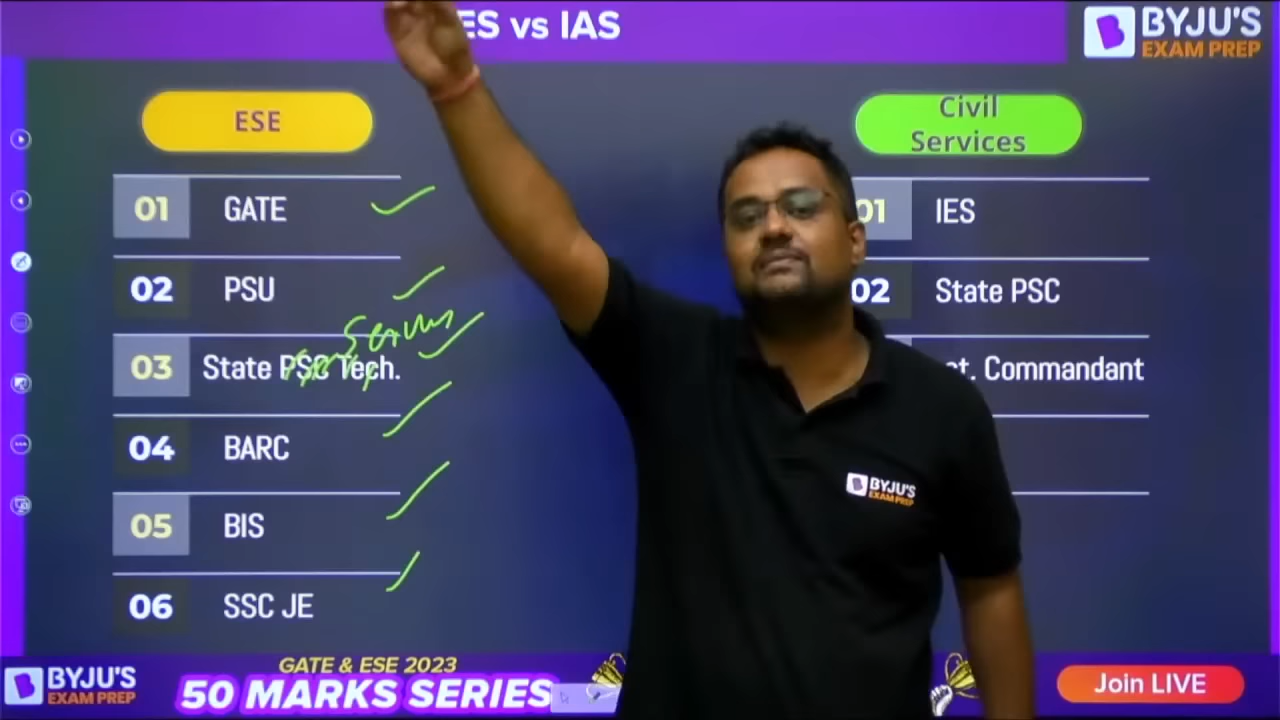 ES vs IAS
BYJU'S
EXAM PREP
ESE
Civil
Services
01 GATE
02 PSU
03 State PSC Tech.
04 BARC
05 BIS
06 SSC JE
01 IES
02 State PSC
t. Commandant
BYJU'S
EXAM PREP
BYJU'S
EXAM PREP
GATE & ESE 2023
50 MARKS SERIES
Join LIVE